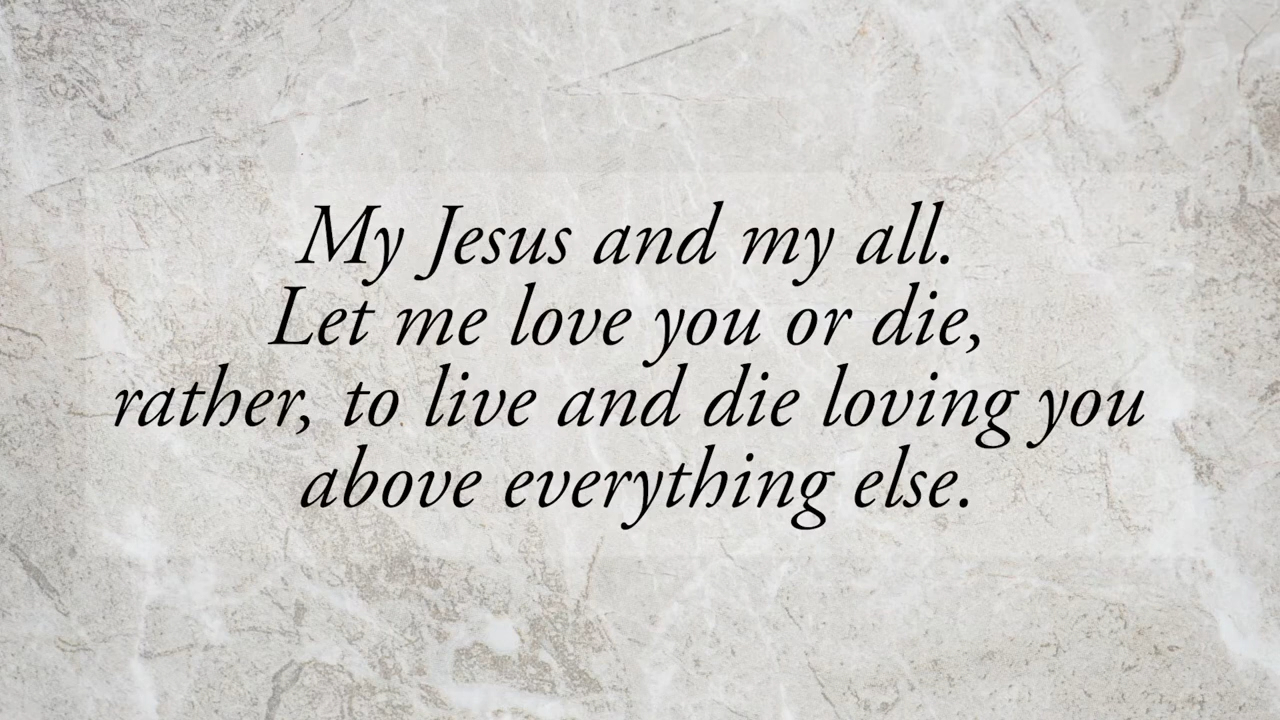 My Jesus and my all.
Let me love you or die,
rather, to live and die loving you
above everything else.